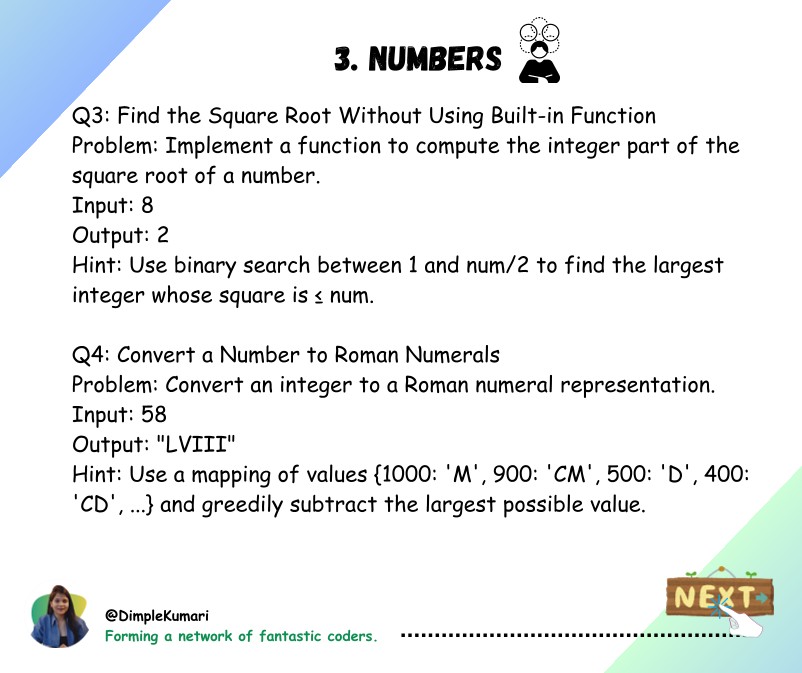 3. NUMBERS
Q3: Find the Square Root Without Using Built-in Function
Problem: Implement a function to compute the integer part of the
square root of a number.
Input: 8
Output: 2
Hint: Use binary search between 1 and num/2 to find the largest
integer whose square is ≤ num.
Q4: Convert a Number to Roman Numerals
Problem: Convert an integer to a Roman numeral representation.
Input: 58
Output: "LVIII"
Hint: Use a mapping of values {1000: 'M', 900: 'CM', 500: 'D', 400:
'CD', ...} and greedily subtract the largest possible value.
NEXT
@DimpleKumari
Forming a network of fantastic coders.